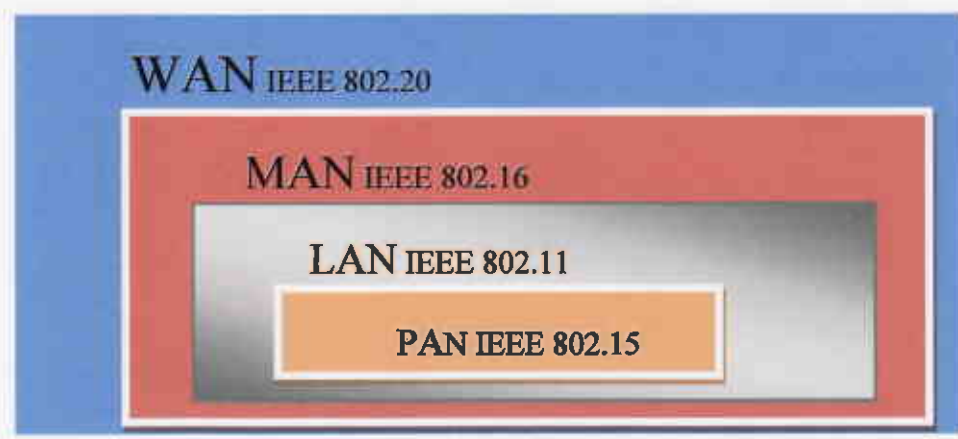 WAN IEEE 802.20
MAN IEEE 802.16
LAN IEEE 802.11
PAN IEEE 802.15